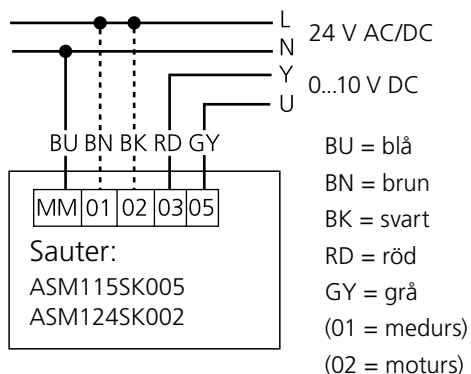 L
24 V AC/DC
N
Y
0...10 V DC
U
BU BN BK RD GY
MM 01 02 03 05
Sauter:
ASM115SK005
ASM124SK002
BU = blå
BN = brun
BK = svart
RD = röd
GY = grå
(01 = medurs)
(02 = moturs)